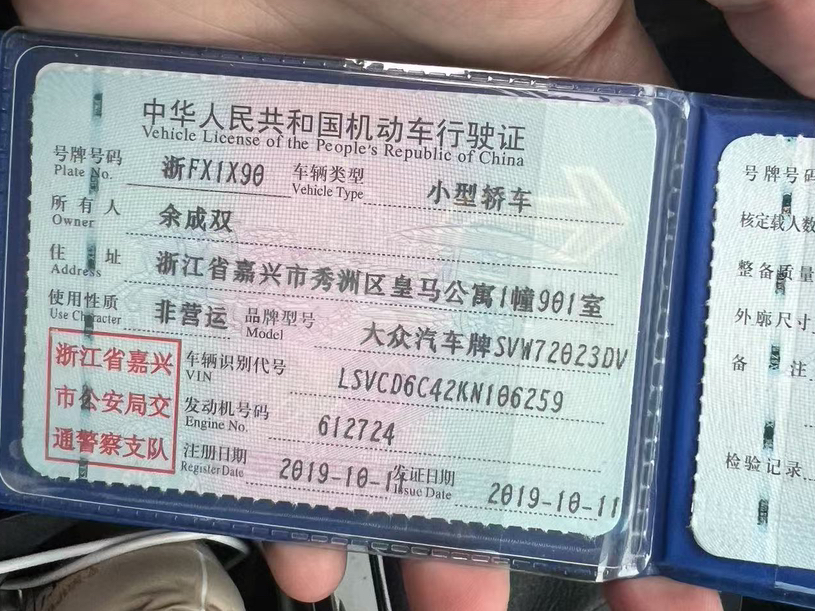 中华人民共和国机动车行驶证
Vehicle License of the People's Republic of China
号牌号码 浙FX1X90 车辆类型 小型轿车
Plate No. Vehicle Type
所有人 余成双
Owner
住址 浙江省嘉兴市秀洲区皇马公寓1幢901室
Address
使用性质 非营运 品牌型号 大众汽车牌SVW72023DV
Use Character Model
浙江省嘉兴
市公安局交
通警察支队
车辆识别代号 LSVCD6C42KN106259
VIN
发动机号码 612724
Engine No.
注册日期 2019-10-11 发证日期 2019-10-11
Register Date Issue Date
号牌号码
核定载人数
整备质量
外廓尺寸
备注
检验记录